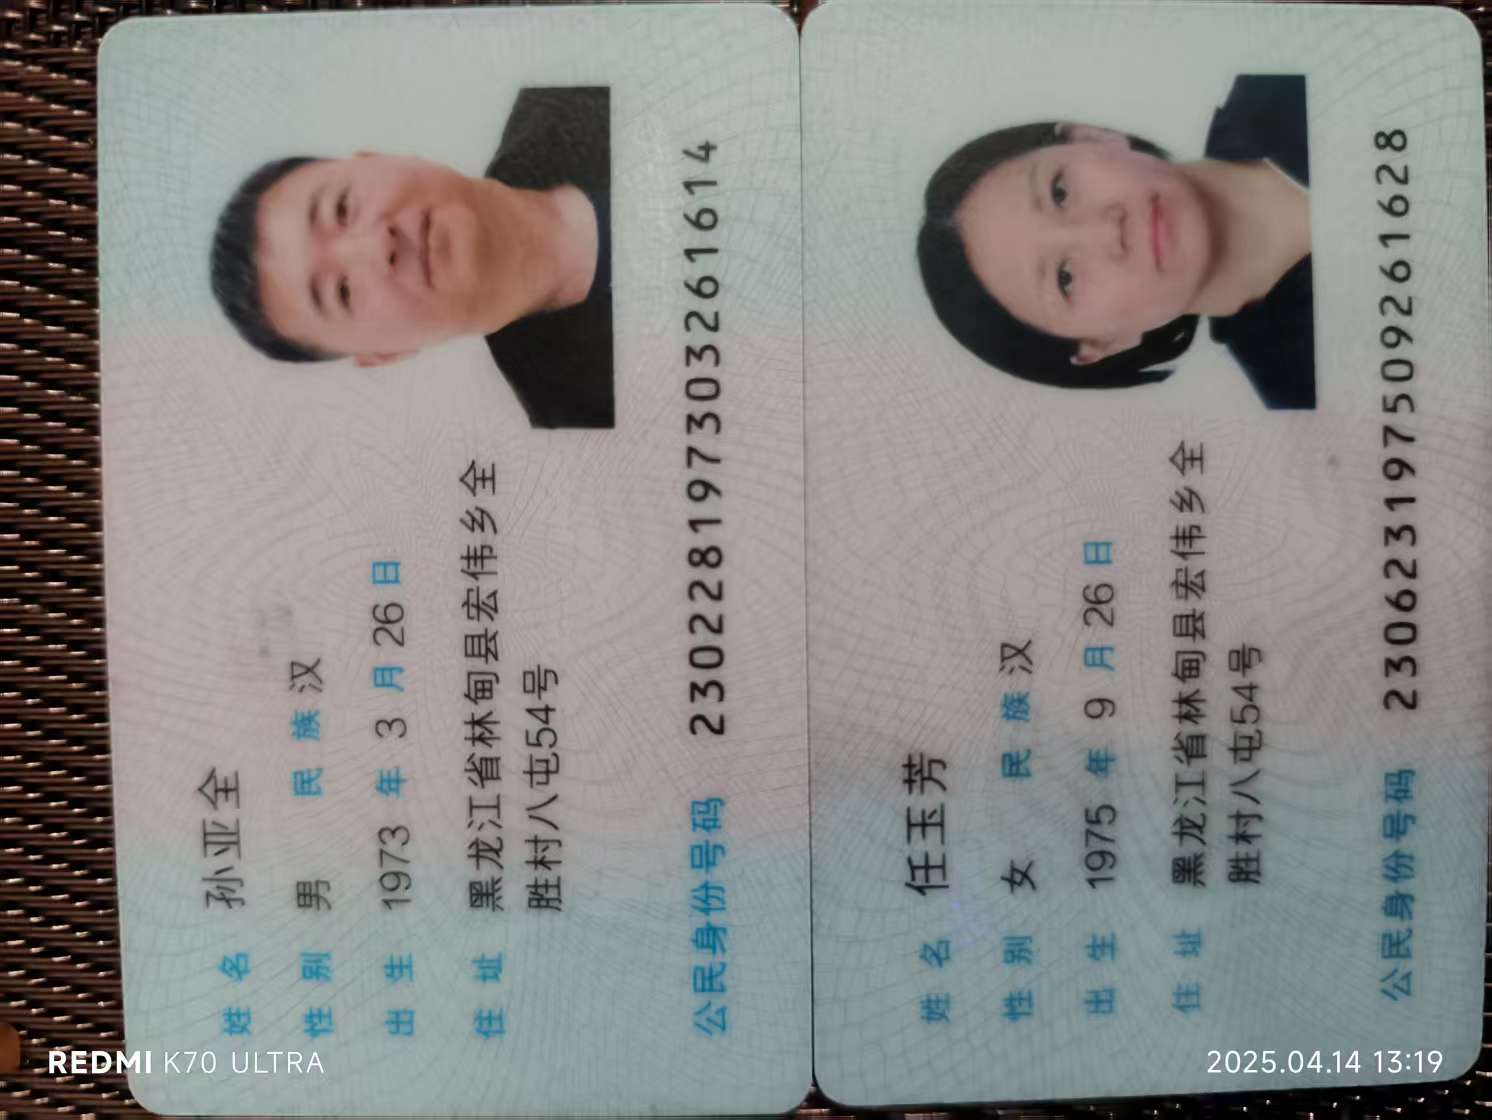 姓名 孙亚全
性别 男 民族 汉
出生 1973 年 3 月 26 日
住址 黑龙江省林甸县宏伟乡全
胜村八屯54号
公民身份号码 230228197303261614
姓名 任玉芳
性别 女 民族 汉
出生 1975 年 9 月 26 日
住址 黑龙江省林甸县宏伟乡全
胜村八屯54号
公民身份号码 230623197509261628
REDMI K70 ULTRA
2025.04.14 13:19